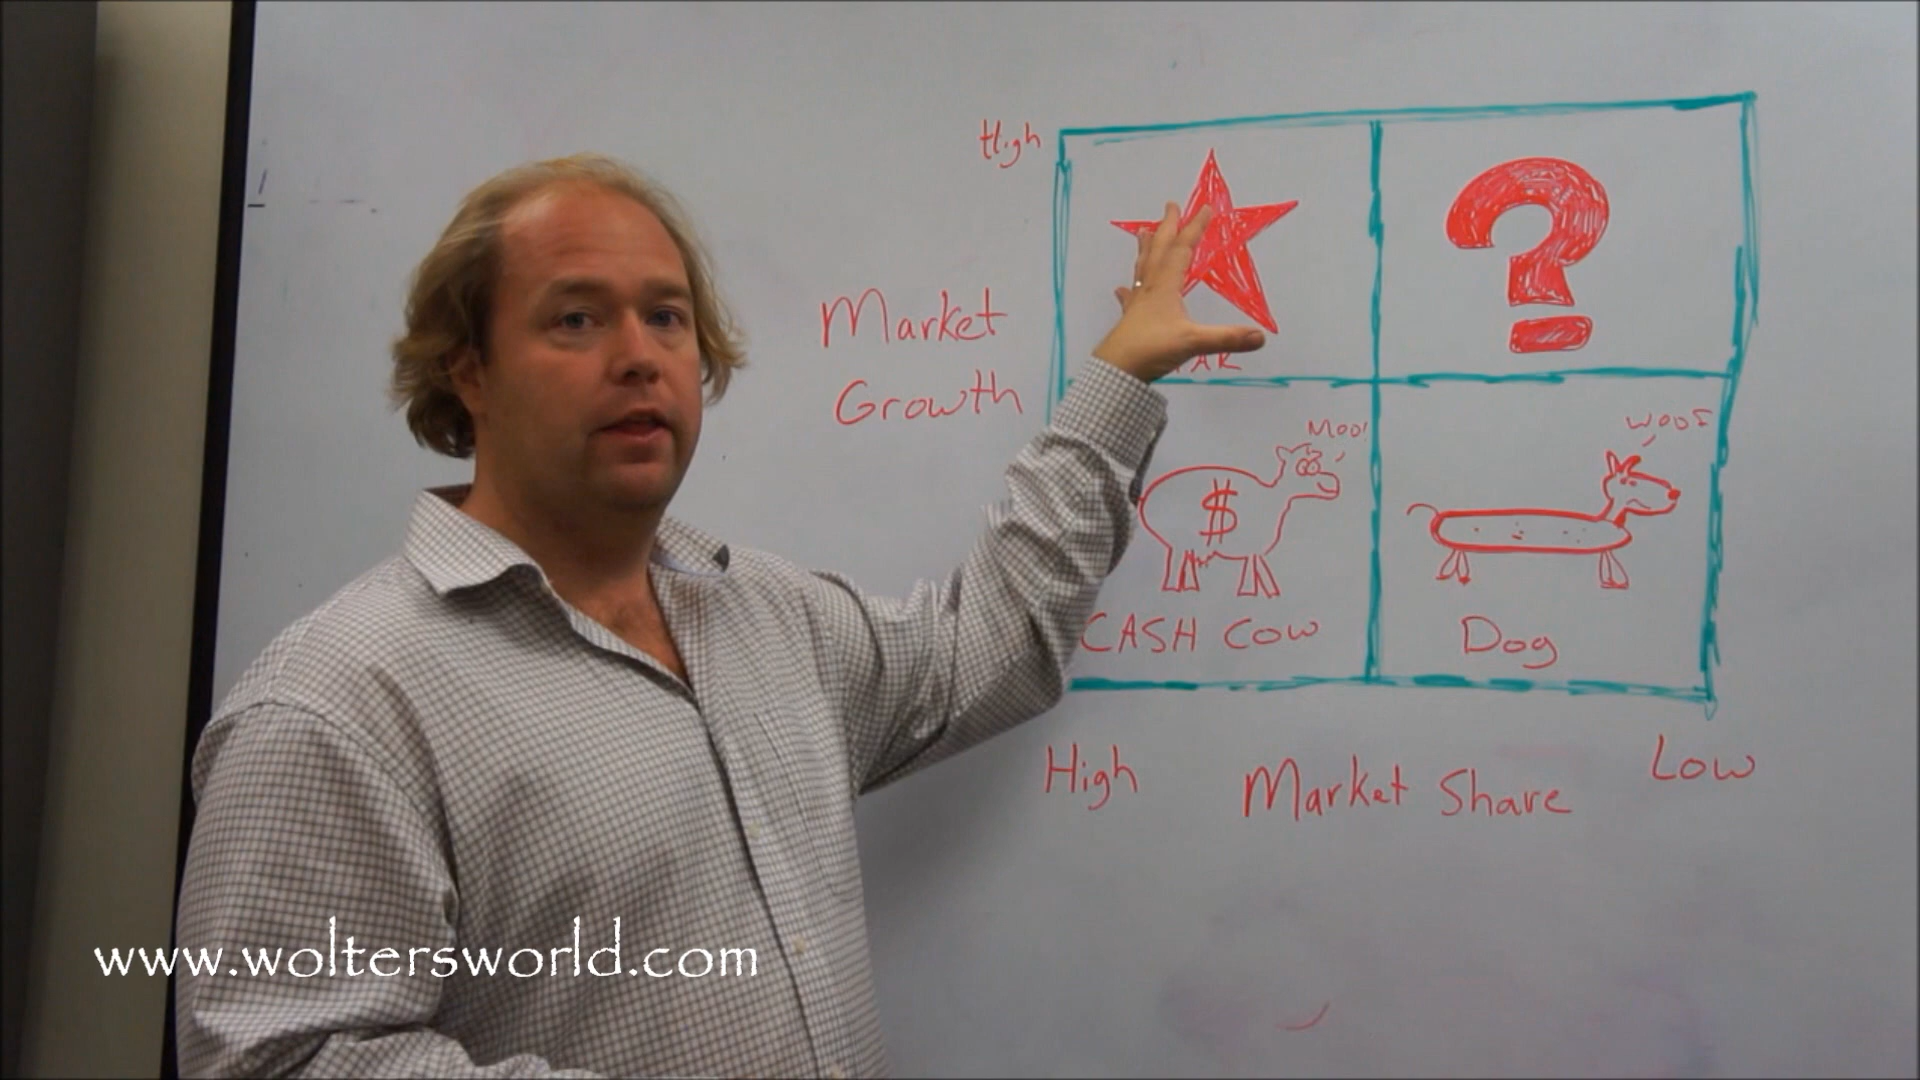 High
?
Market
Growth
Moo!
Woof
$
CASH COW
Dog
High
Market Share
Low
www.woltersworld.com